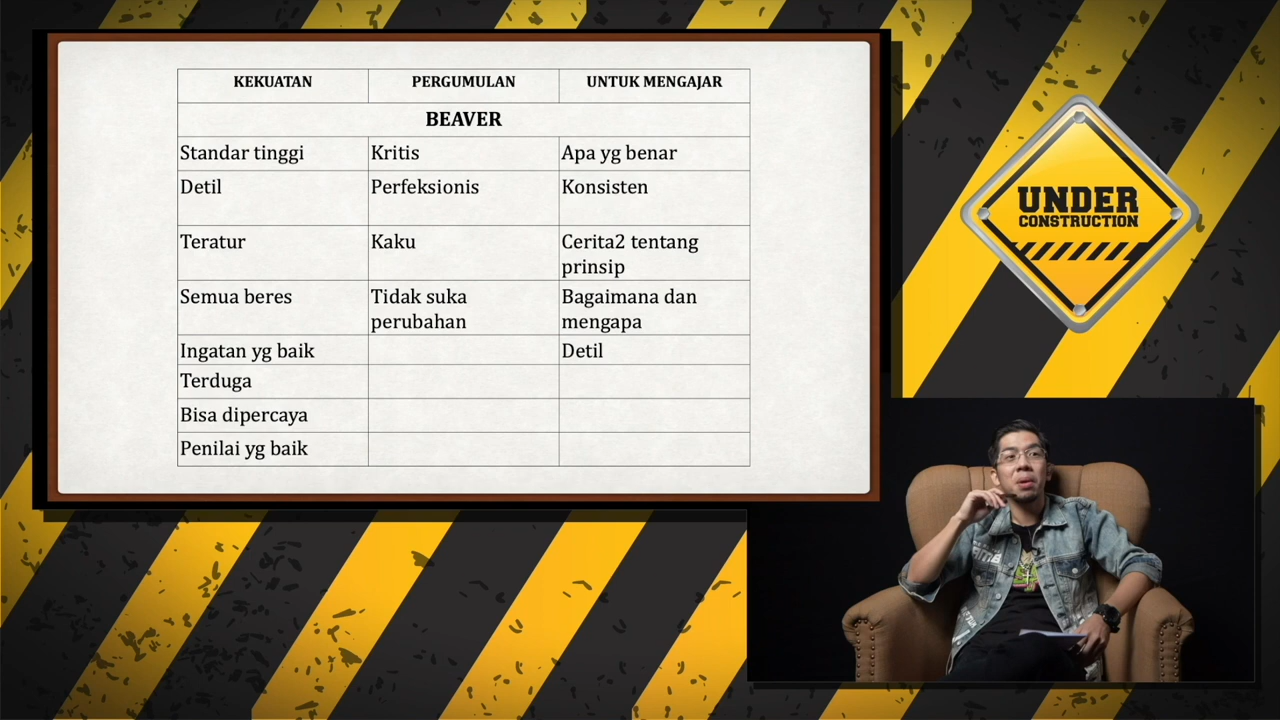 KEKUATAN PERGUMULAN UNTUK MENGAJAR
BEAVER
Standar tinggi Kritis Apa yg benar
Detil Perfeksionis Konsisten
Teratur Kaku Cerita2 tentang
prinsip
Semua beres Tidak suka Bagaimana dan
perubahan mengapa
Ingatan yg baik Detil
Terduga
Bisa dipercaya
Penilai yg baik
UNDER
CONSTRUCTION